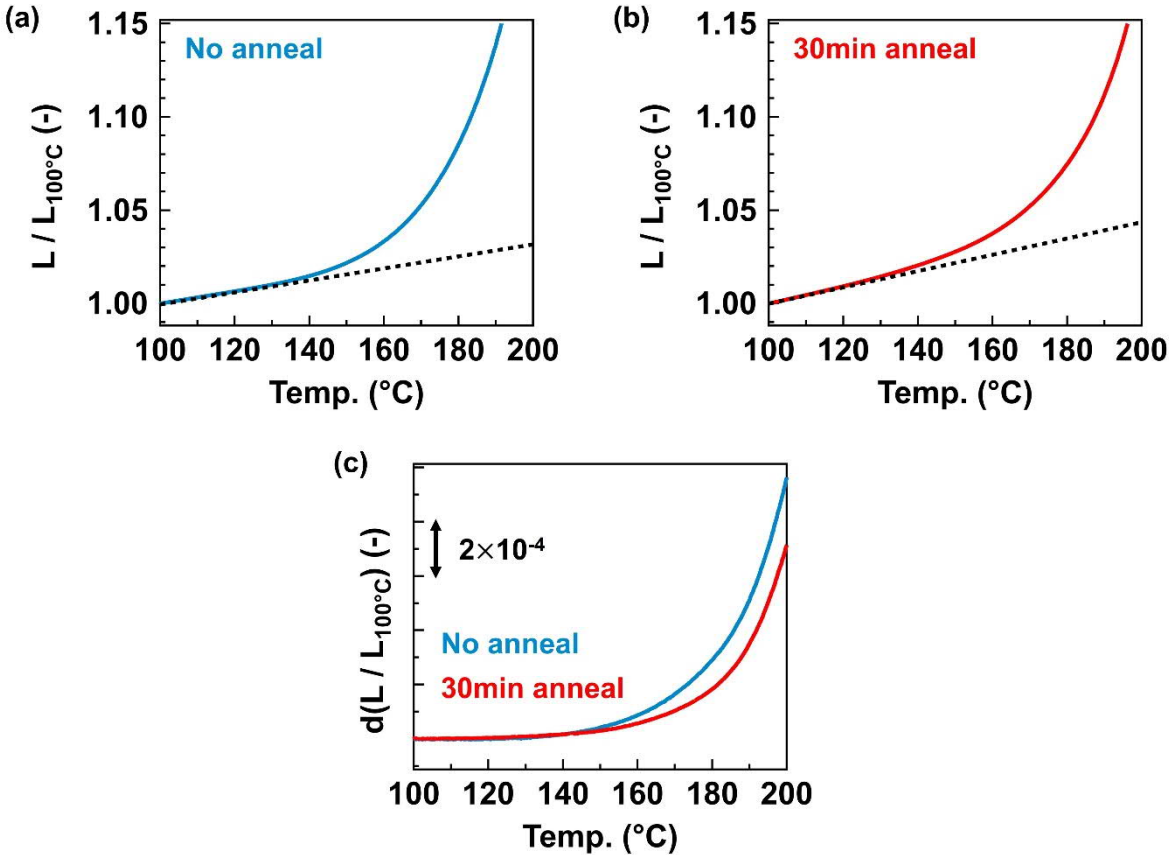 (a)
No anneal
1.15
1.10
1.05
1.00
L / L100°C (-)
100 120 140 160 180 200
Temp. (°C)
(b)
30min anneal
1.15
1.10
1.05
1.00
L / L100°C (-)
100 120 140 160 180 200
Temp. (°C)
(c)
2×10-4
No anneal
30min anneal
d(L / L100°C) (-)
100 120 140 160 180 200
Temp. (°C)